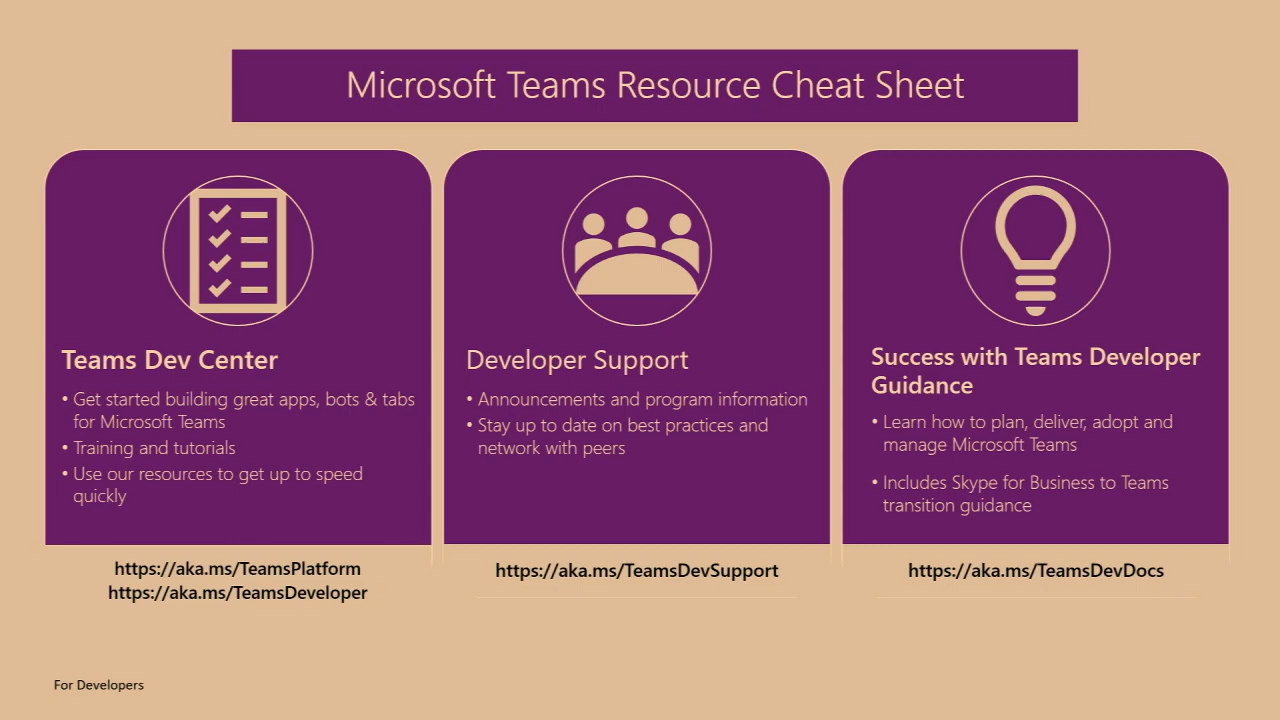 Microsoft Teams Resource Cheat Sheet
Teams Dev Center
• Get started building great apps, bots & tabs
for Microsoft Teams
• Training and tutorials
• Use our resources to get up to speed
quickly
https://aka.ms/TeamsPlatform
https://aka.ms/TeamsDeveloper
Developer Support
• Announcements and program information
• Stay up to date on best practices and
network with peers
https://aka.ms/TeamsDevSupport
Success with Teams Developer
Guidance
• Learn how to plan, deliver, adopt and
manage Microsoft Teams
• Includes Skype for Business to Teams
transition guidance
https://aka.ms/TeamsDevDocs
For Developers